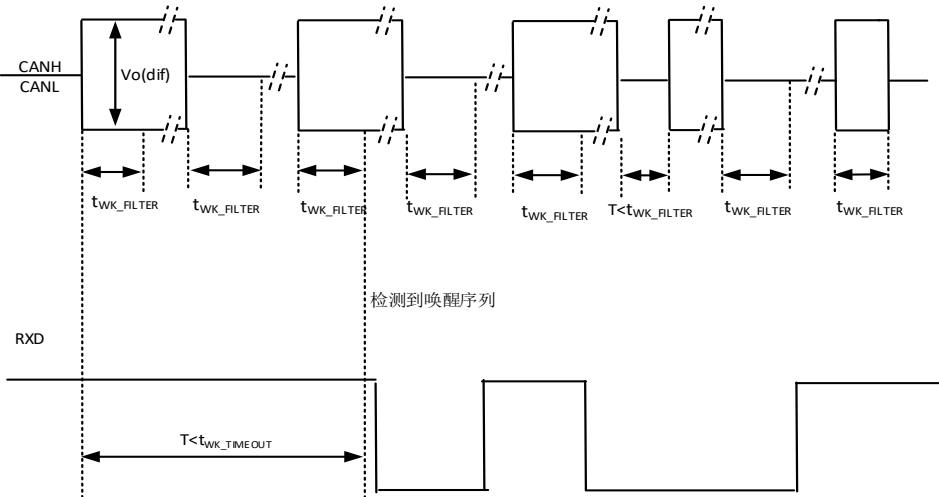 CANH
CANL
Vo(dif)
tWK_FILTER
tWK_FILTER
tWK_FILTER
tWK_FILTER
tWK_FILTER
T<tWK_FILTER
tWK_FILTER
tWK_FILTER
检测到唤醒序列
RXD
T<tWK_TIMEOUT